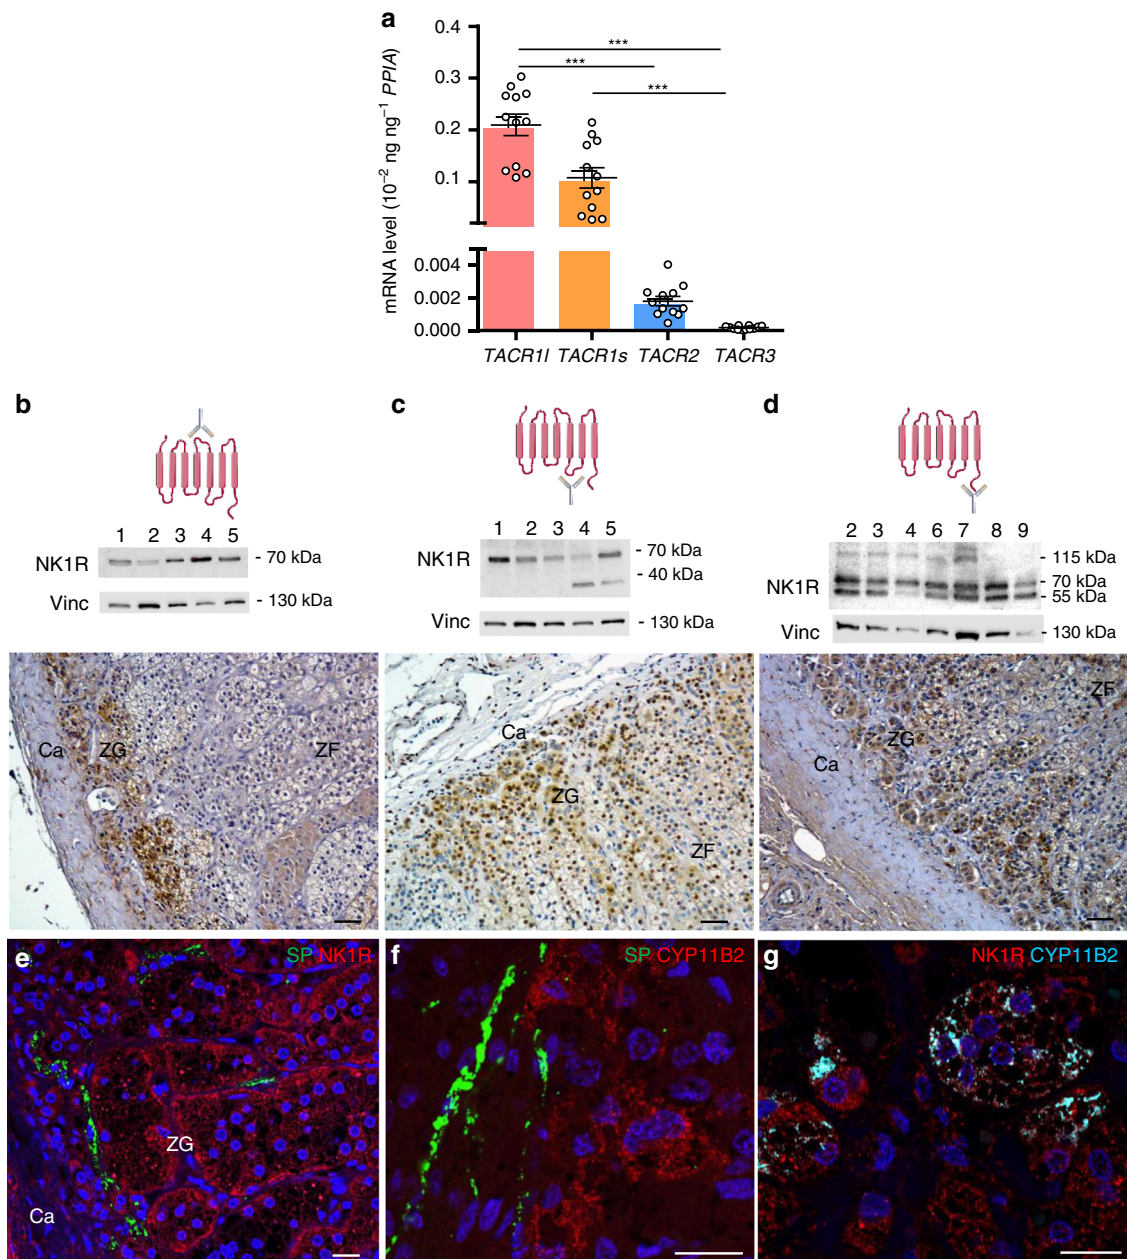 a
mRNA level (10⁻² ng ng⁻¹ PPIA)
0.4
0.3
0.2
0.1
0.004
0.002
0.000
***
***
***
TACR1l TACR1s TACR2 TACR3
b
1 2 3 4 5
NK1R
- 70 kDa
Vinc
- 130 kDa
Ca ZG ZF
c
1 2 3 4 5
NK1R
- 70 kDa
- 40 kDa
Vinc
- 130 kDa
Ca
ZG
ZF
d
2 3 4 6 7 8 9
NK1R
- 115 kDa
- 70 kDa
- 55 kDa
Vinc
- 130 kDa
ZF
ZG
Ca
e
SP NK1R
ZG
Ca
f
SP CYP11B2
g
NK1R CYP11B2